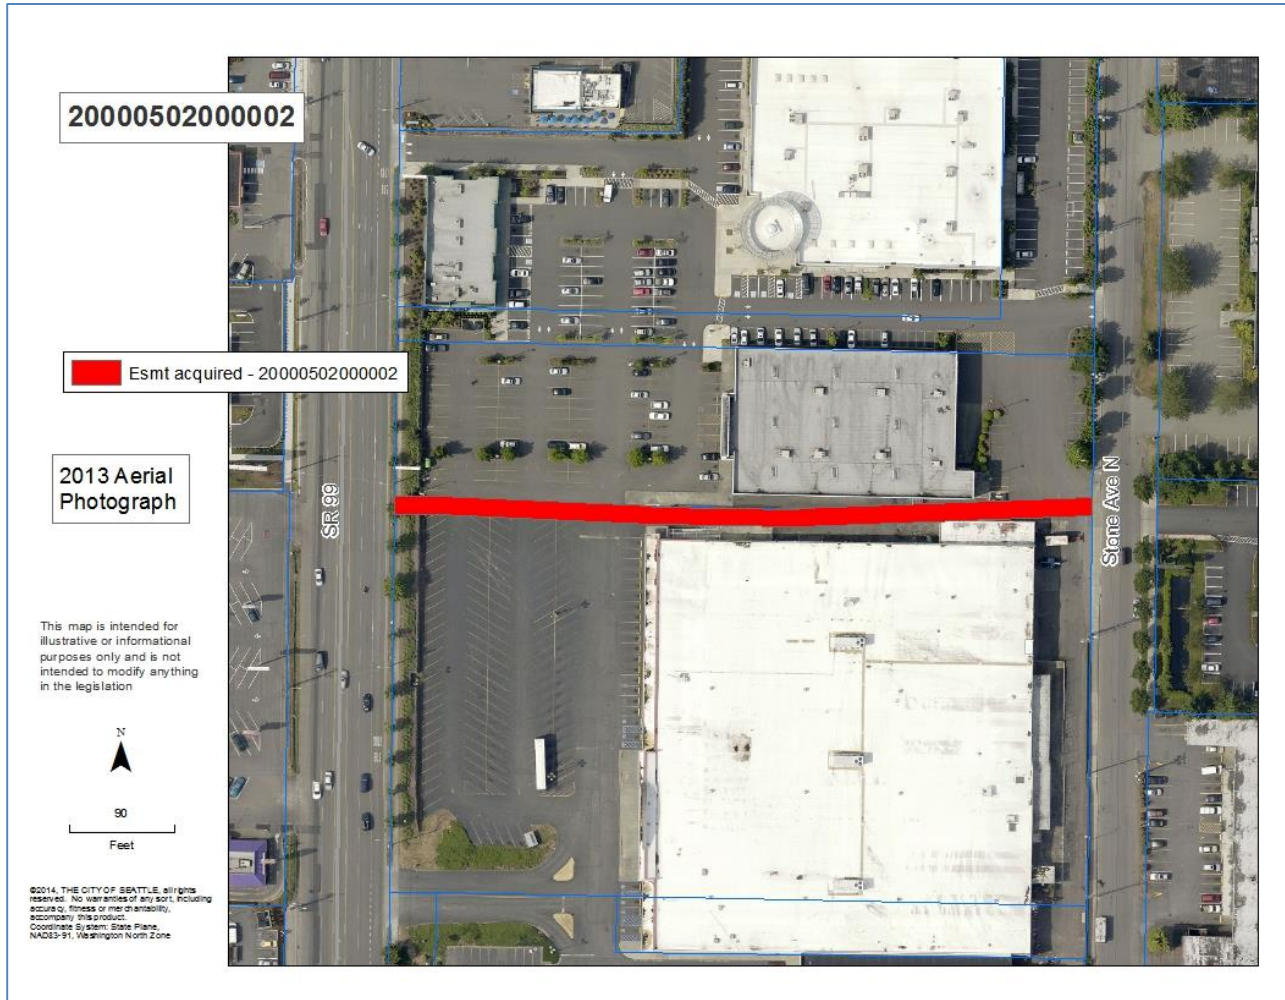 20000502000002
Esmt acquired - 20000502000002
2013 Aerial
Photograph
SR 99
Stone Ave N
This map is intended for
illustrative or informational
purposes only and is not
intended to modify anything
in the legislation
N
90
Feet
©2014, THE CITY OF SEATTLE, all rights
reserved. No warranties of any sort, including
accuracy, fitness or merchantability,
accompany this product.
Coordinate System: State Plane,
NAD83-91, Washington North Zone